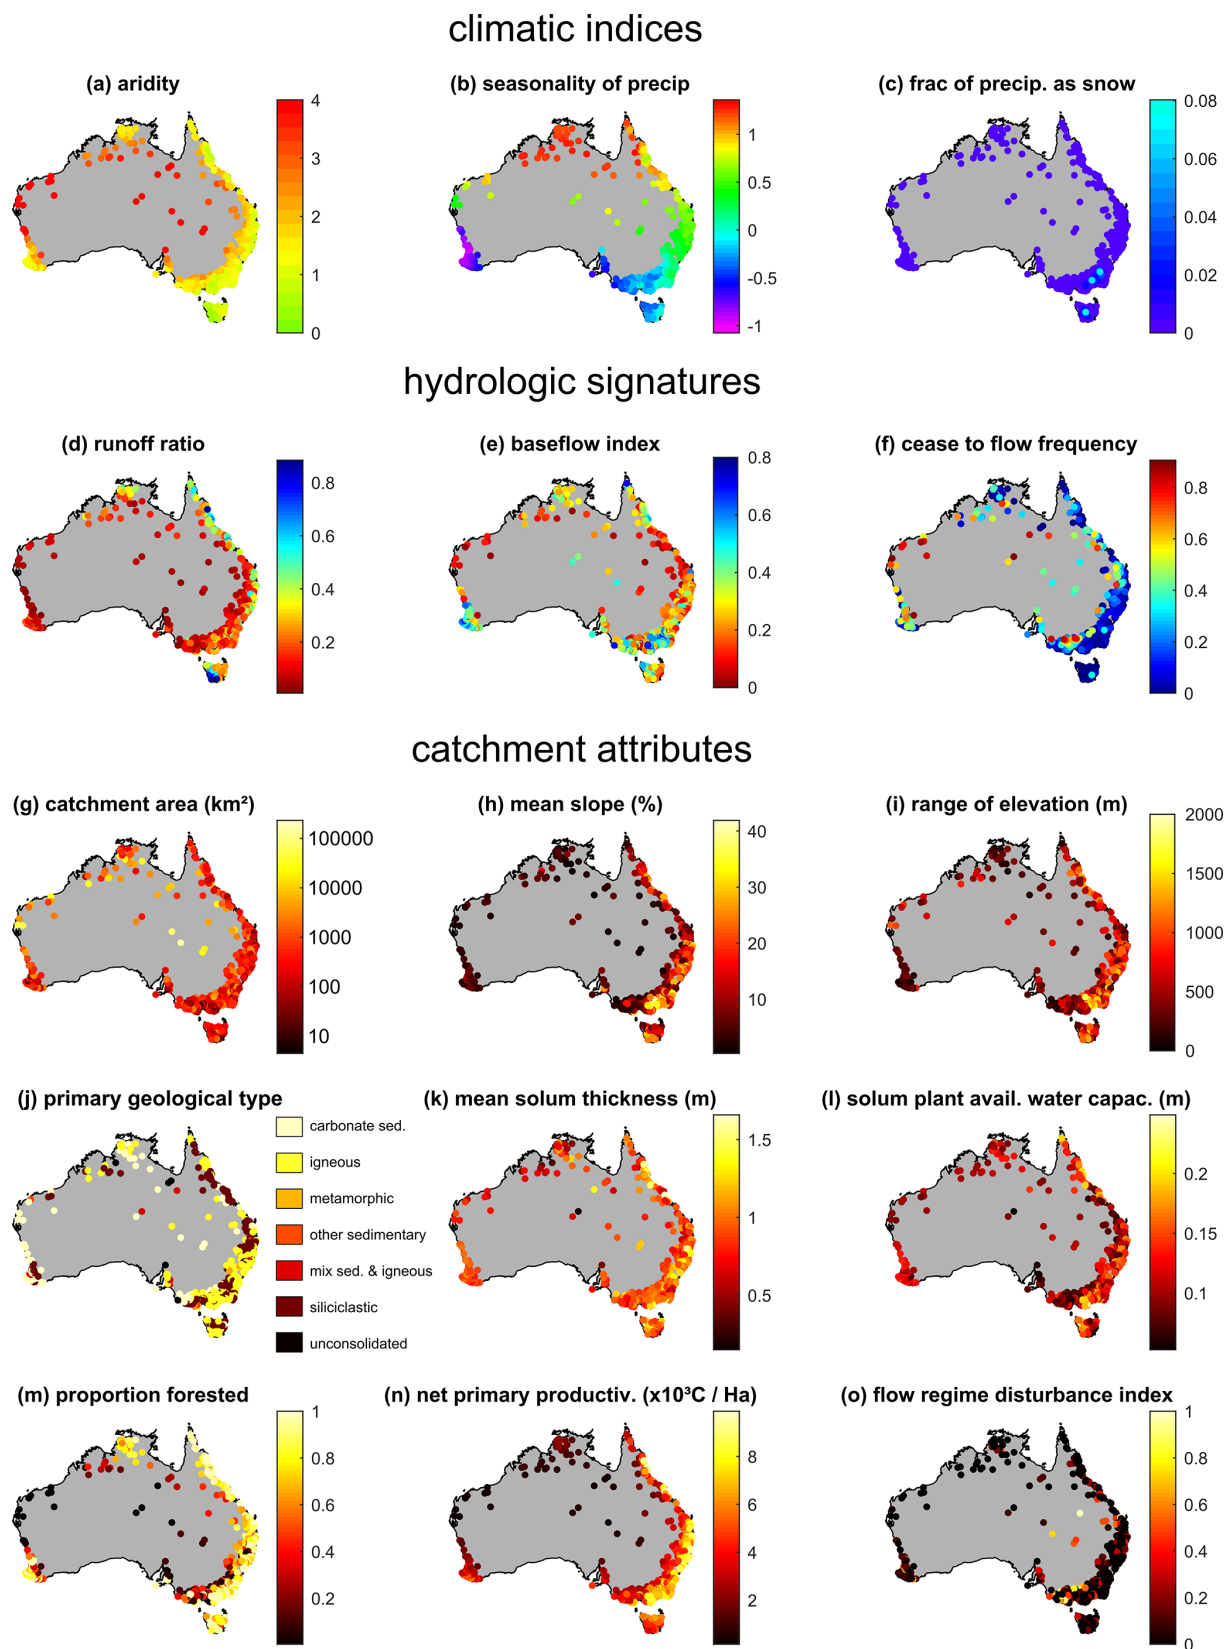 climatic indices
(a) aridity
(b) seasonality of precip
(c) frac of precip. as snow
4
3
2
1
0
1
0.5
0
-0.5
-1
0.08
0.06
0.04
0.02
0
hydrologic signatures
(d) runoff ratio
(e) baseflow index
(f) cease to flow frequency
0.8
0.6
0.4
0.2
0.8
0.6
0.4
0.2
0
0.8
0.6
0.4
0.2
0
catchment attributes
(g) catchment area (km²)
(h) mean slope (%)
(i) range of elevation (m)
100000
10000
1000
100
10
40
30
20
10
2000
1500
1000
500
0
(j) primary geological type
(k) mean solum thickness (m)
(l) solum plant avail. water capac. (m)
carbonate sed.
igneous
metamorphic
other sedimentary
mix sed. & igneous
siliciclastic
unconsolidated
1.5
1
0.5
0.2
0.15
0.1
(m) proportion forested
(n) net primary productiv. (x10³C / Ha)
(o) flow regime disturbance index
1
0.8
0.6
0.4
0.2
8
6
4
2
1
0.8
0.6
0.4
0.2
0